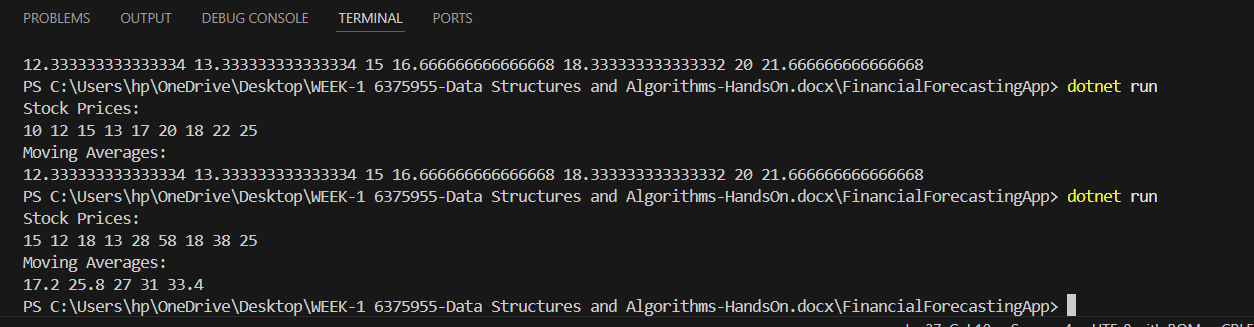 PROBLEMS OUTPUT DEBUG CONSOLE TERMINAL PORTS
12.333333333333334 13.333333333333334 15 16.666666666666668 18.333333333333332 20 21.666666666666668
PS C:\Users\hp\OneDrive\Desktop\WEEK-1 6375955-Data Structures and Algorithms-HandsOn.docx\FinancialForecastingApp> dotnet run
Stock Prices:
10 12 15 13 17 20 18 22 25
Moving Averages:
12.333333333333334 13.333333333333334 15 16.666666666666668 18.333333333333332 20 21.666666666666668
PS C:\Users\hp\OneDrive\Desktop\WEEK-1 6375955-Data Structures and Algorithms-HandsOn.docx\FinancialForecastingApp> dotnet run
Stock Prices:
15 12 18 13 28 58 18 38 25
Moving Averages:
17.2 25.8 27 31 33.4
PS C:\Users\hp\OneDrive\Desktop\WEEK-1 6375955-Data Structures and Algorithms-HandsOn.docx\FinancialForecastingApp>